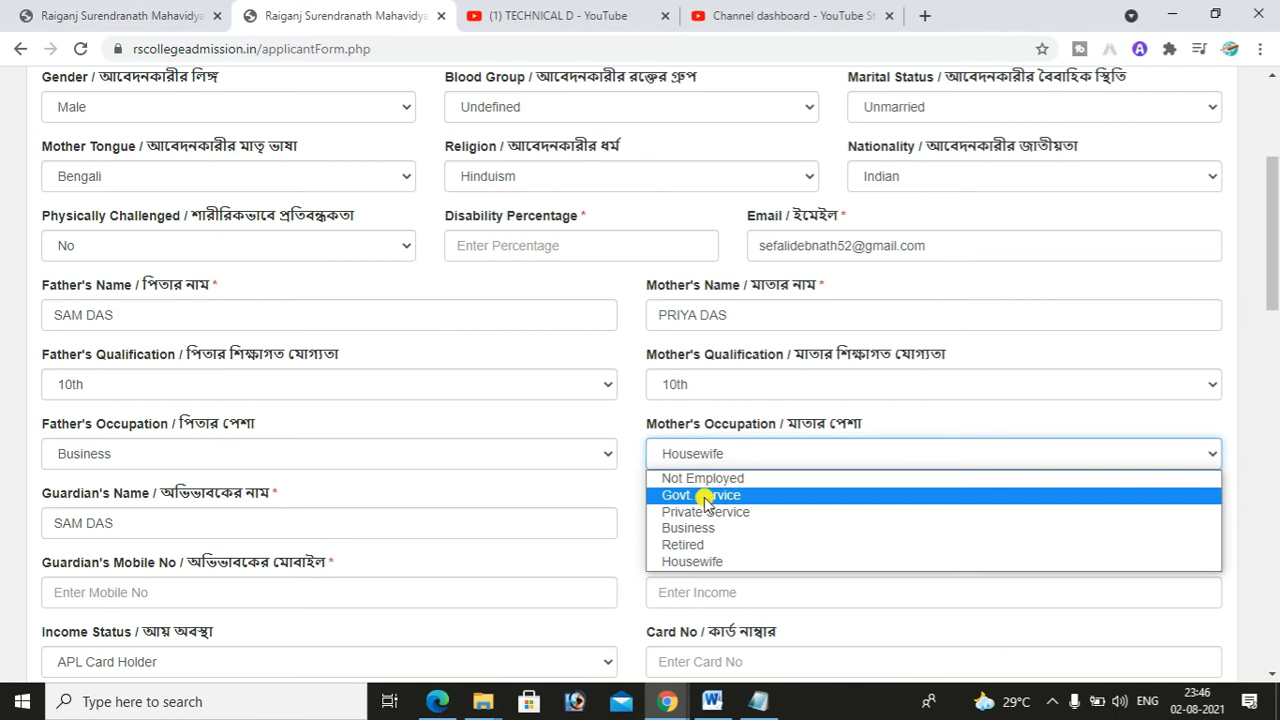 Raiganj Surendranath Mahavidya
Raiganj Surendranath Mahavidya
(1) TECHNICAL D - YouTube
Channel dashboard - YouTube St
rscollegeadmission.in/applicantForm.php
Gender / আবেদনকারীর লিঙ্গ
Blood Group / আবেদনকারীর রক্তের গ্রুপ
Marital Status / আবেদনকারীর বৈবাহিক স্থিতি
Male
Undefined
Unmarried
Mother Tongue / আবেদনকারীর মাতৃ ভাষা
Religion / আবেদনকারীর ধর্ম
Nationality / আবেদনকারীর জাতীয়তা
Bengali
Hinduism
Indian
Physically Challenged / শারীরিকভাবে প্রতিবন্ধকতা
Disability Percentage *
Email / ইমেইল *
No
Enter Percentage
sefalidebnath52@gmail.com
Father's Name / পিতার নাম *
Mother's Name / মাতার নাম *
SAM DAS
PRIYA DAS
Father's Qualification / পিতার শিক্ষাগত যোগ্যতা
Mother's Qualification / মাতার শিক্ষাগত যোগ্যতা
10th
10th
Father's Occupation / পিতার পেশা
Mother's Occupation / মাতার পেশা
Business
Housewife
Not Employed
Govt. Service
Private Service
Business
Retired
Housewife
Guardian's Name / অভিভাবকের নাম *
SAM DAS
Guardian's Mobile No / অভিভাবকের মোবাইল *
Enter Mobile No
Enter Income
Income Status / আয় অবস্থা
Card No / কার্ড নাম্বার
APL Card Holder
Enter Card No
Type here to search
29°C
ENG
23:46
02-08-2021